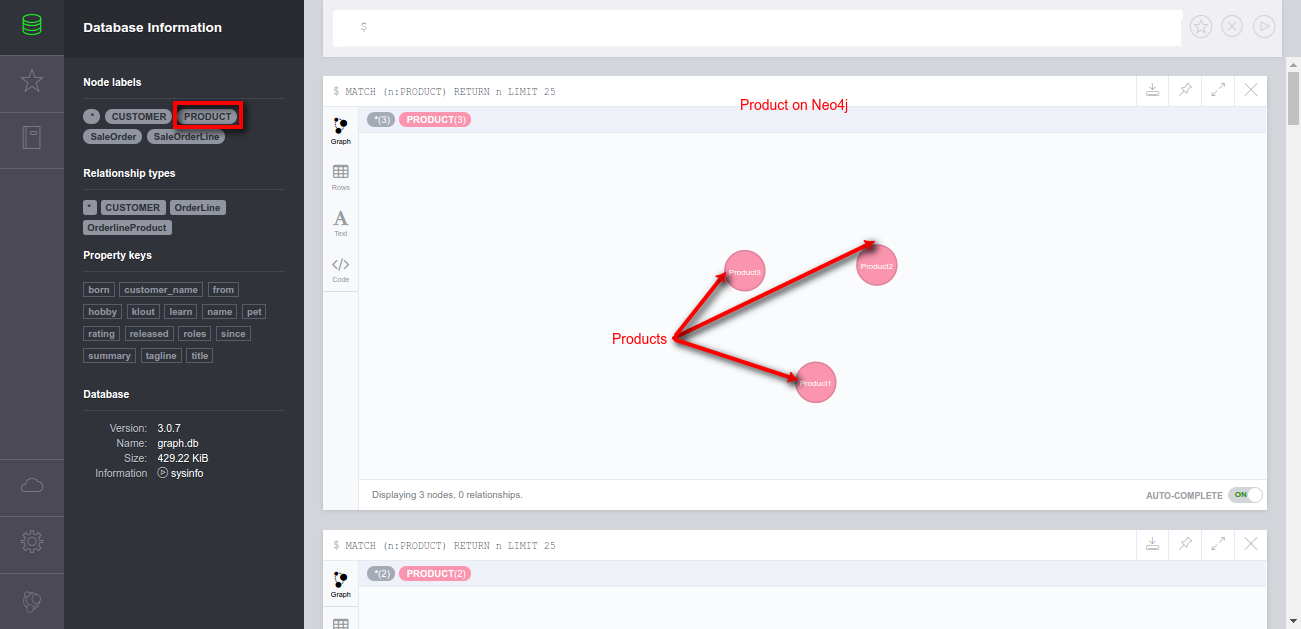 Database Information
Node labels
* CUSTOMER PRODUCT
SaleOrder SaleOrderLine
Relationship types
* CUSTOMER OrderLine
OrderlineProduct
Property keys
born customer_name from
hobby klout learn name pet
rating released roles since
summary tagline title
Database
Version: 3.0.7
Name: graph.db
Size: 429.22 KiB
Information sysinfo
$
$ MATCH (n:PRODUCT) RETURN n LIMIT 25
Product on Neo4j
*(3) PRODUCT(3)
Graph
Rows
Text
Code
Product3
Product2
Products
Product1
Displaying 3 nodes, 0 relationships.
AUTO-COMPLETE ON
$ MATCH (n:PRODUCT) RETURN n LIMIT 25
*(2) PRODUCT(2)
Graph